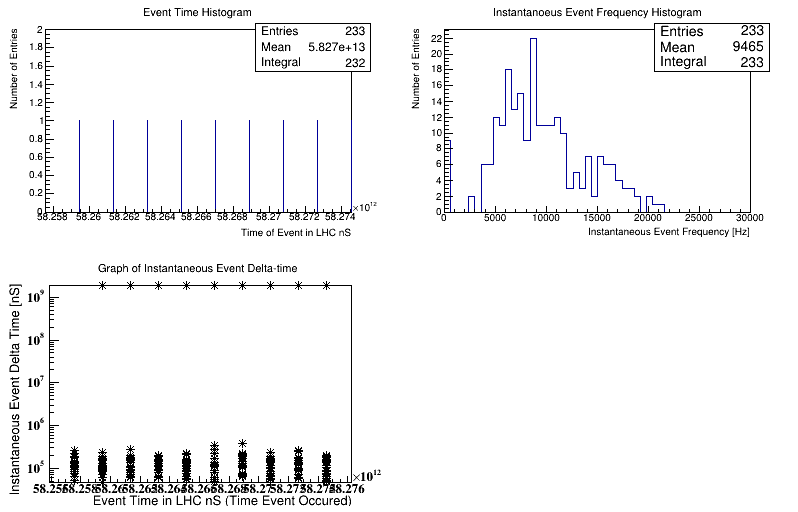 Event Time Histogram
Number of Entries
Entries 233
Mean 5.827e+13
Integral 232
2
1.8
1.6
1.4
1.2
1
0.8
0.6
0.4
0.2
0
58.258 58.26 58.262 58.264 58.266 58.268 58.27 58.272 58.274
×10¹²
Time of Event in LHC nS
Instantanoeus Event Frequency Histogram
Number of Entries
Entries 233
Mean 9465
Integral 233
22
20
18
16
14
12
10
8
6
4
2
0
0 5000 10000 15000 20000 25000 30000
Instantaneous Event Frequency [Hz]
Graph of Instantaneous Event Delta-time
Instantaneous Event Delta Time [nS]
10⁹
10⁸
10⁷
10⁶
10⁵
58.276
×10¹²
Event Time in LHC nS (Time Event Occured)